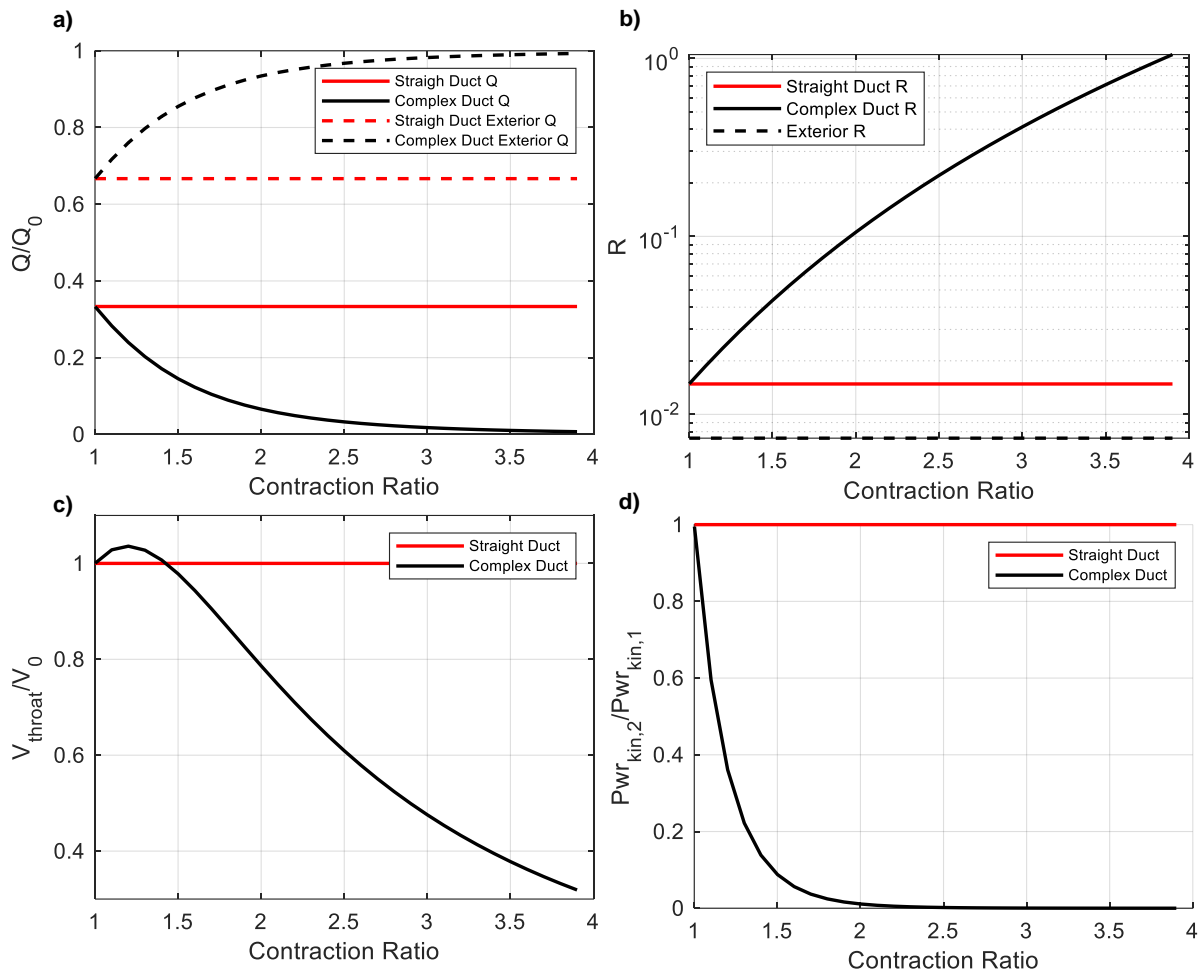 a)
1
0.8
0.6
0.4
0.2
0
Q/Q0
Straigh Duct Q
Complex Duct Q
Straigh Duct Exterior Q
Complex Duct Exterior Q
1 1.5 2 2.5 3 3.5 4
Contraction Ratio
b)
10^0
10^-1
10^-2
R
Straight Duct R
Complex Duct R
Exterior R
1 1.5 2 2.5 3 3.5 4
Contraction Ratio
c)
1
0.8
0.6
0.4
Vthroat/V0
Straight Duct
Complex Duct
1 1.5 2 2.5 3 3.5 4
Contraction Ratio
d)
1
0.8
0.6
0.4
0.2
0
Pwrkin,2/Pwrkin,1
Straight Duct
Complex Duct
1 1.5 2 2.5 3 3.5 4
Contraction Ratio